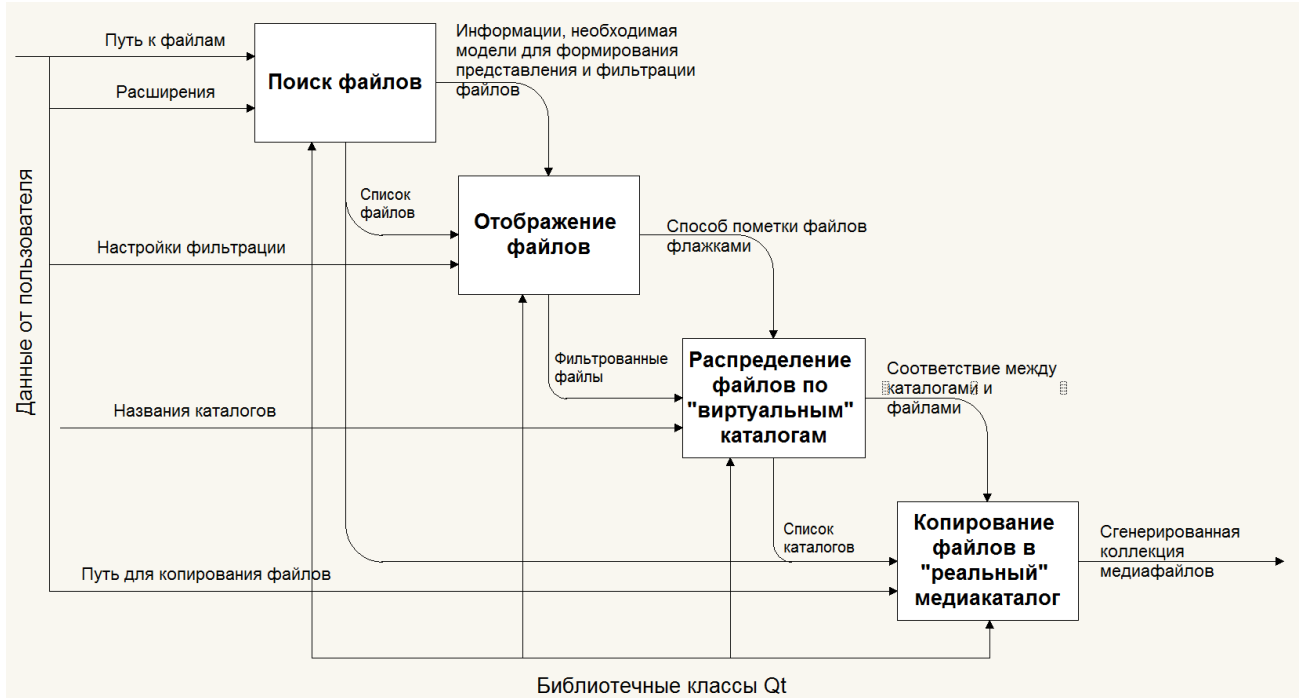 Путь к файлам
Расширения
Поиск файлов
Информации, необходимая
модели для формирования
представления и фильтрации
файлов
Данные от пользователя
Список
файлов
Настройки фильтрации
Отображение
файлов
Способ пометки файлов
флажками
Фильтрованные
файлы
Названия каталогов
Распределение
файлов по
"виртуальным"
каталогам
Соответствие между
каталогами и
файлами
Список
каталогов
Путь для копирования файлов
Копирование
файлов в
"реальный"
медиакаталог
Сгенерированная
коллекция
медиафайлов
Библиотечные классы Qt